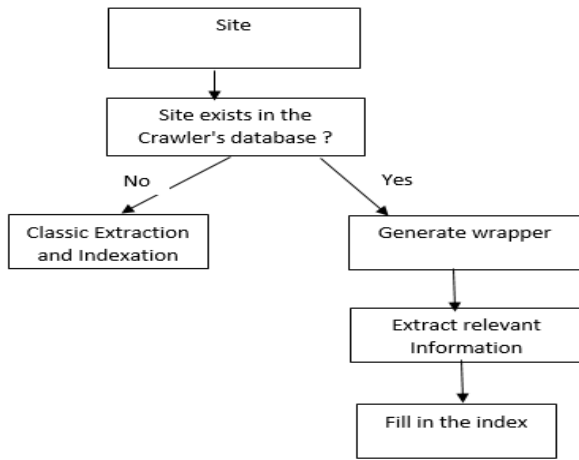 Site
Site exists in the
Crawler's database ?
No
Yes
Classic Extraction
and Indexation
Generate wrapper
Extract relevant
Information
Fill in the index